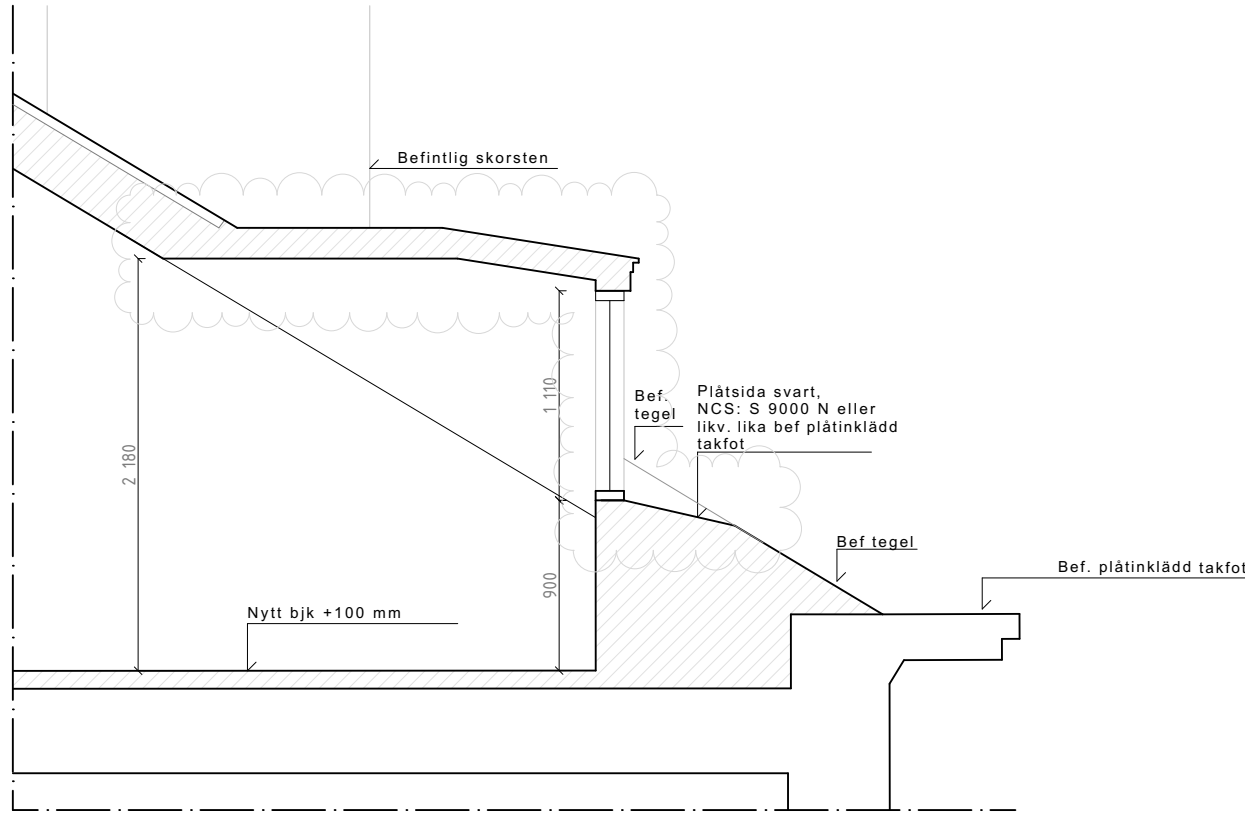 Befintlig skorsten
Bef.
tegel
Plåtsida svart,
NCS: S 9000 N eller
likv. lika bef plåtinklädd
takfot
1 110
2 180
Bef tegel
Bef. plåtinklädd takfot
900
Nytt bjk +100 mm